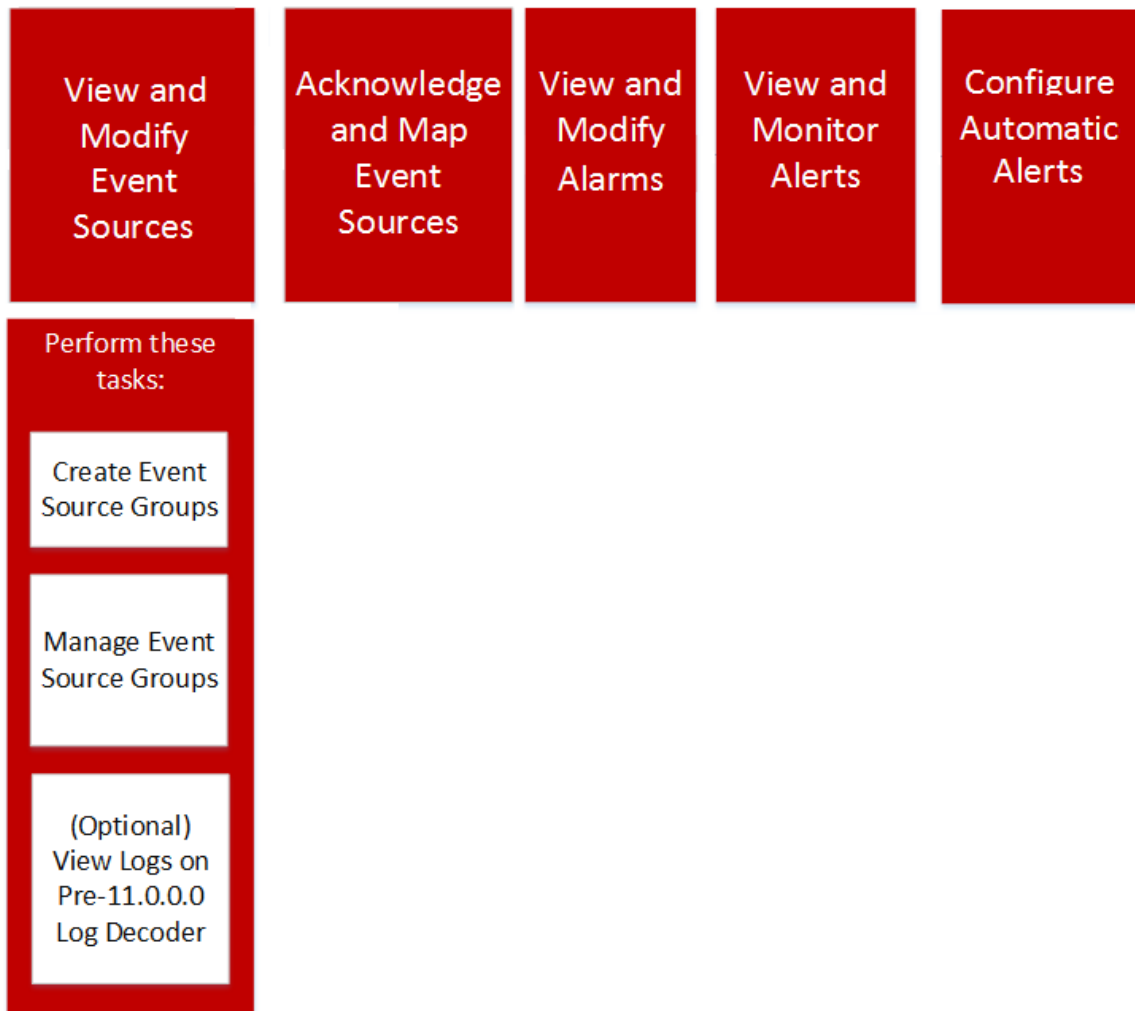 View and
Modify
Event
Sources
Acknowledge
and Map
Event
Sources
View and
Modify
Alarms
View and
Monitor
Alerts
Configure
Automatic
Alerts
Perform these
tasks:
Create Event
Source Groups
Manage Event
Source Groups
(Optional)
View Logs on
Pre-11.0.0.0
Log Decoder